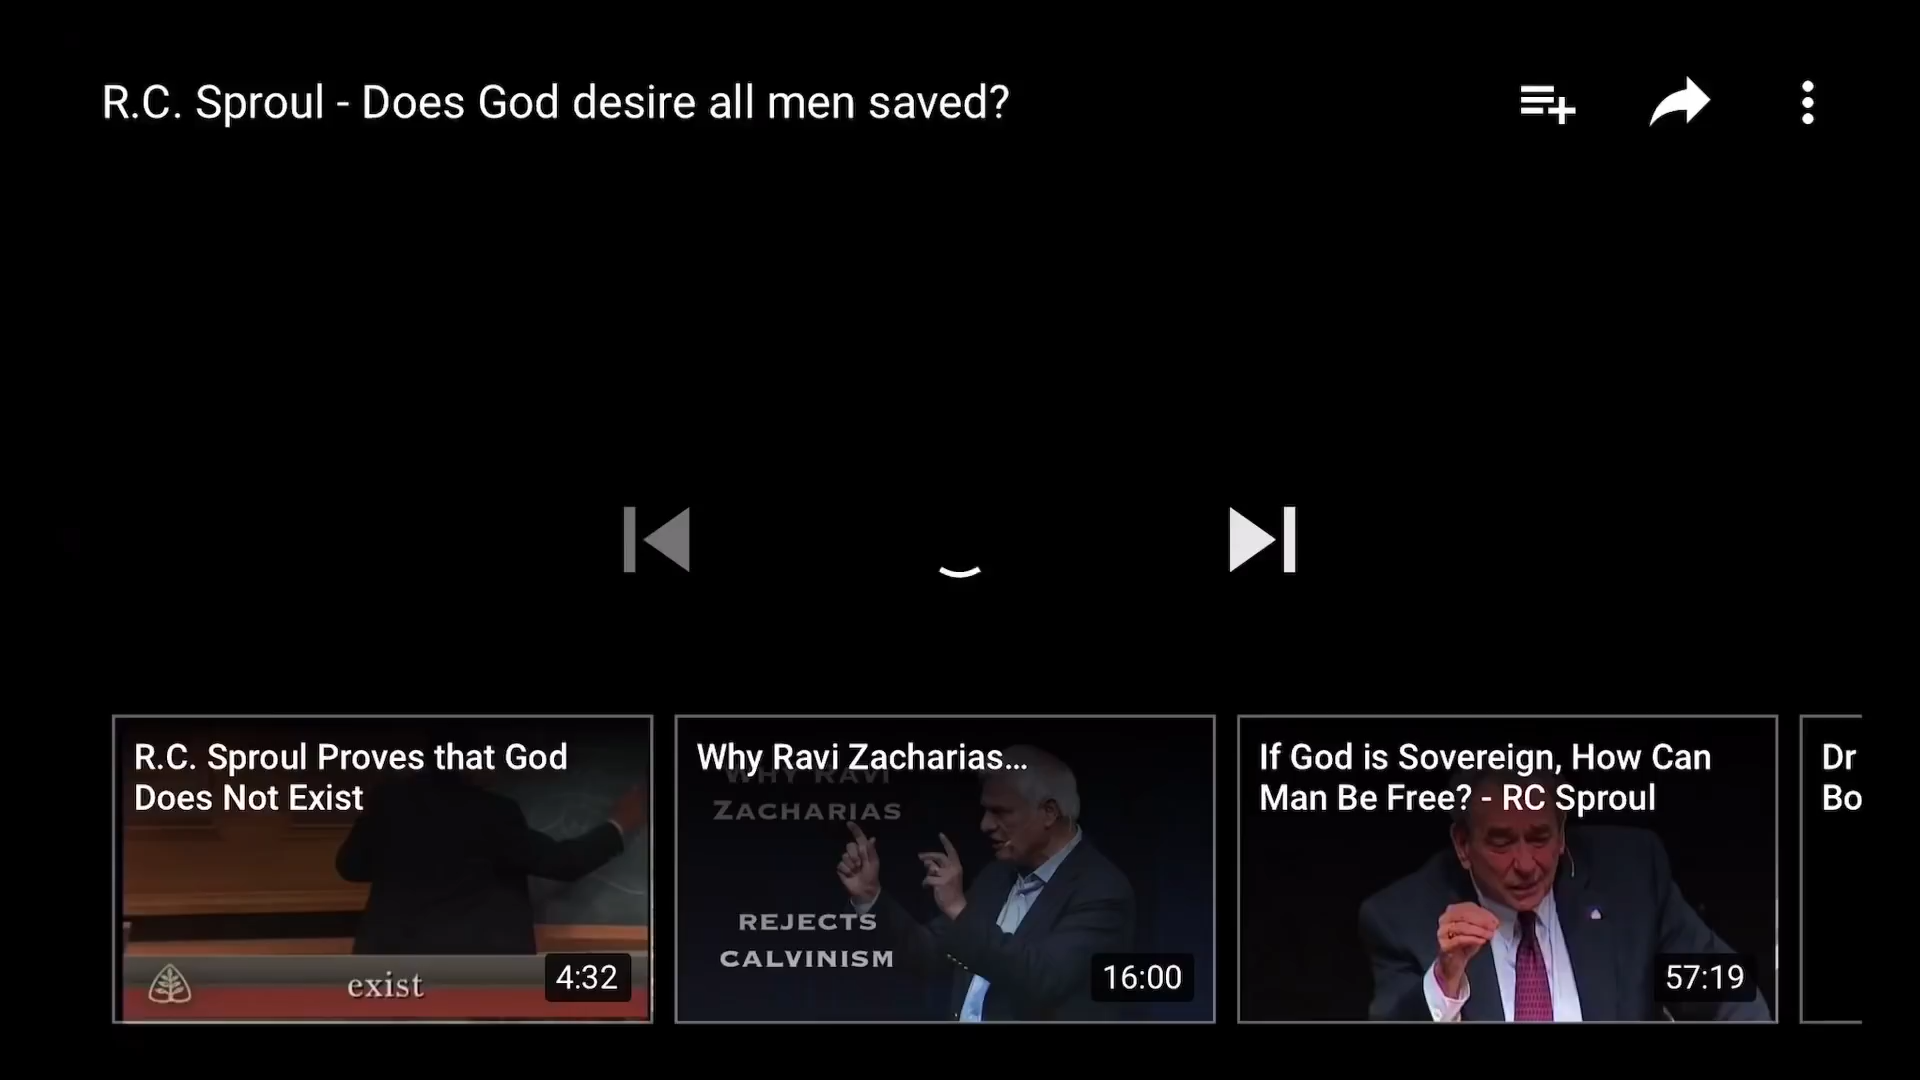 R.C. Sproul - Does God desire all men saved?
R.C. Sproul Proves that God
Does Not Exist
exist
4:32
Why Ravi Zacharias...
WHY RAVI
ZACHARIAS
REJECTS
CALVINISM
16:00
If God is Sovereign, How Can
Man Be Free? - RC Sproul
57:19
Dr
Bo